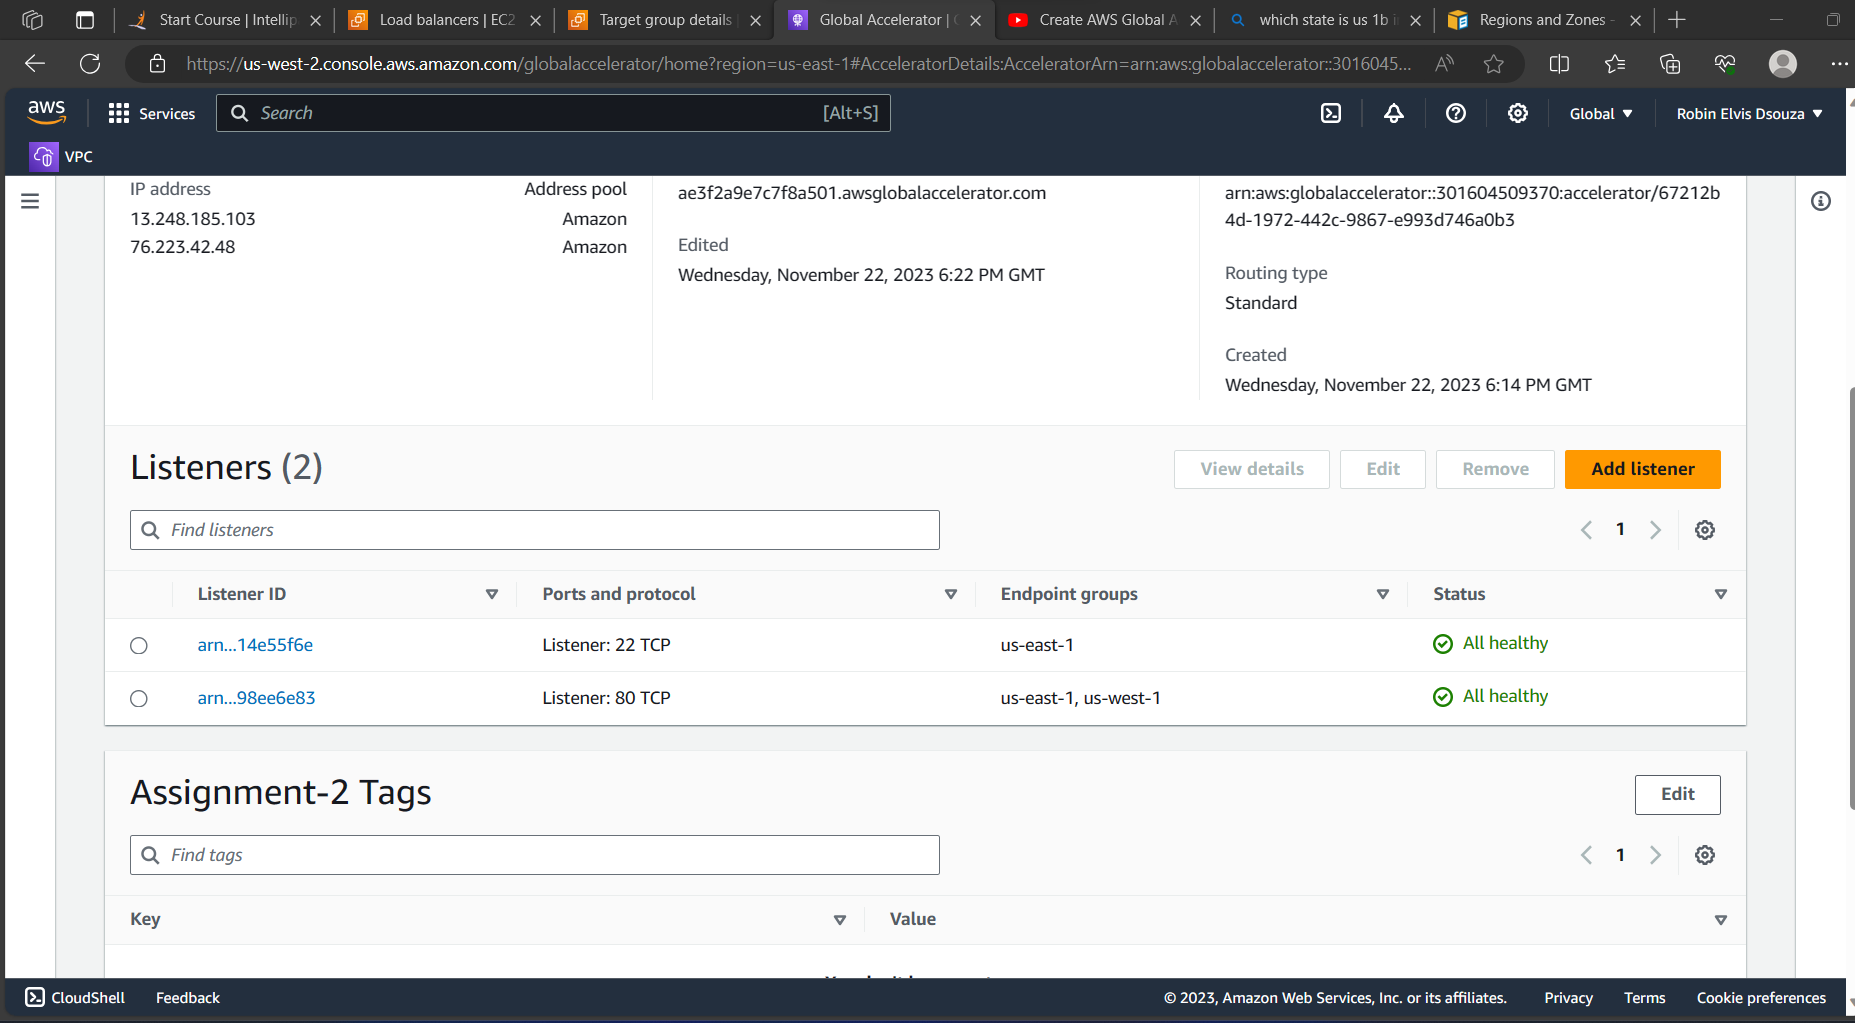 Start Course | Intellip
Load balancers | EC2
Target group details
Global Accelerator |
Create AWS Global A
which state is us 1b i
Regions and Zones -
https://us-west-2.console.aws.amazon.com/globalaccelerator/home?region=us-east-1#AcceleratorDetails:AcceleratorArn=arn:aws:globalaccelerator::3016045...
aws
Services
Search
[Alt+S]
Global
Robin Elvis Dsouza
VPC
IP address
Address pool
13.248.185.103
Amazon
76.223.42.48
Amazon
ae3f2a9e7c7f8a501.awsglobalaccelerator.com
Edited
Wednesday, November 22, 2023 6:22 PM GMT
arn:aws:globalaccelerator::301604509370:accelerator/67212b
4d-1972-442c-9867-e993d746a0b3
Routing type
Standard
Created
Wednesday, November 22, 2023 6:14 PM GMT
Listeners (2)
View details
Edit
Remove
Add listener
Find listeners
1
Listener ID
Ports and protocol
Endpoint groups
Status
arn...14e55f6e
Listener: 22 TCP
us-east-1
All healthy
arn...98ee6e83
Listener: 80 TCP
us-east-1, us-west-1
All healthy
Assignment-2 Tags
Edit
Find tags
1
Key
Value
CloudShell
Feedback
© 2023, Amazon Web Services, Inc. or its affiliates.
Privacy
Terms
Cookie preferences